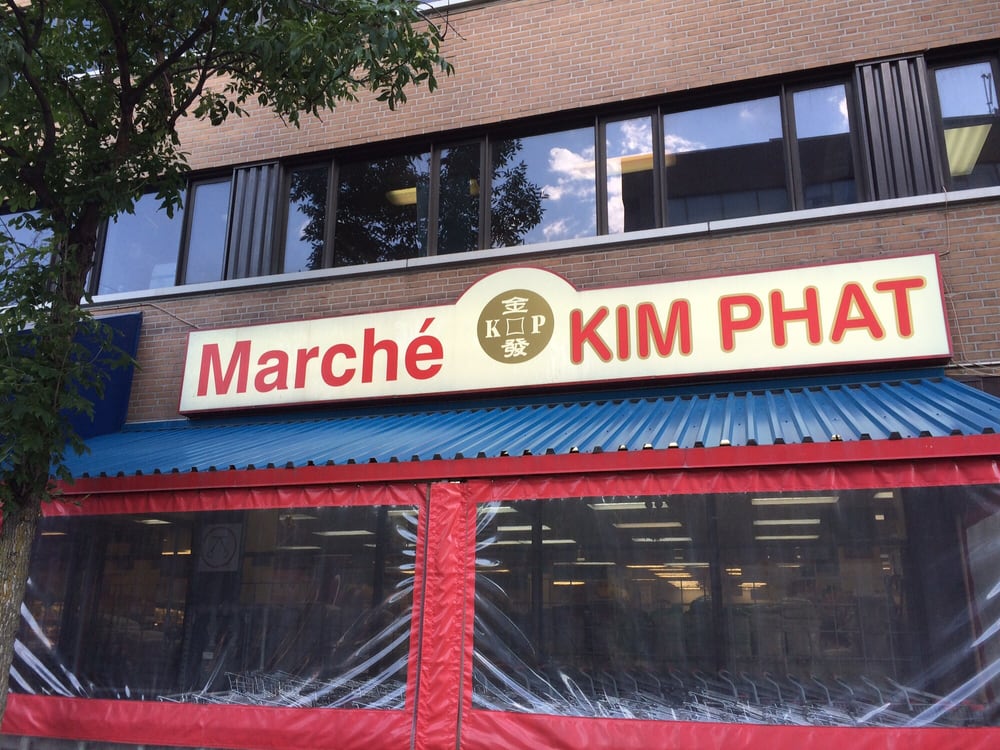 Marché
金
K P
發
KIM PHAT